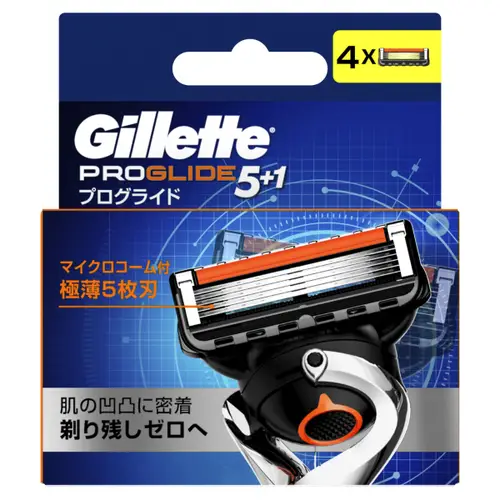 4X
Gillette
PROGLIDE 5+1
プログライド
マイクロコーム付
極薄5枚刃
肌の凹凸に密着
剃り残しゼロへ